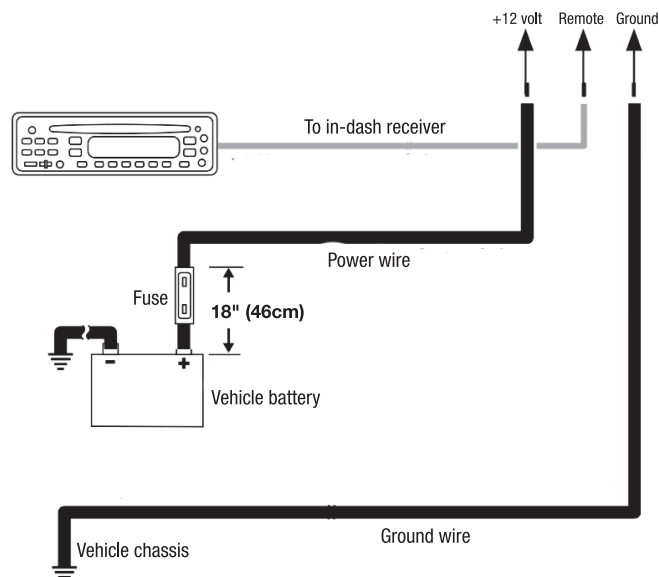 +12 volt Remote Ground
To in-dash receiver
Power wire
Fuse
18" (46cm)
- +
Vehicle battery
Ground wire
Vehicle chassis